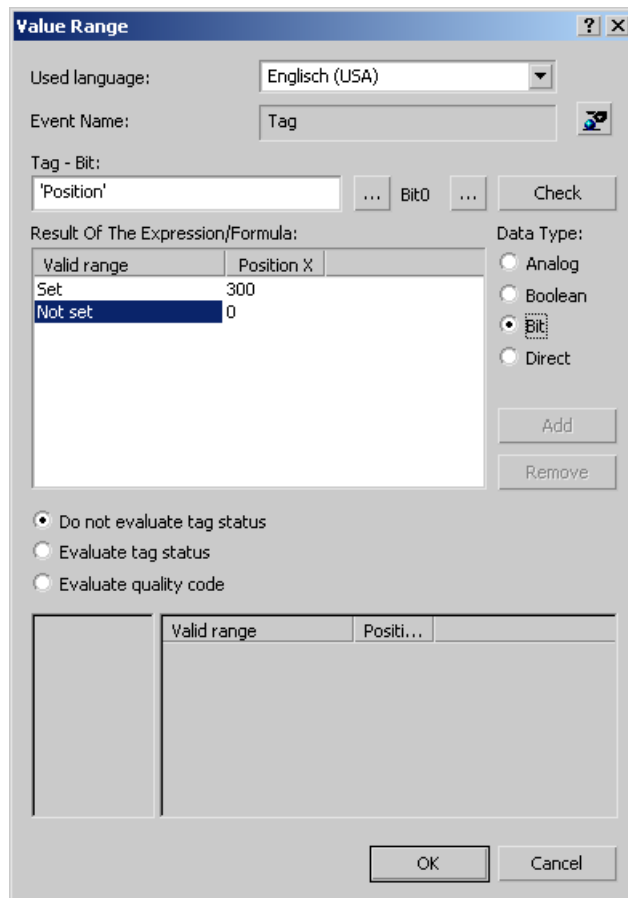 Value Range
Used language: Englisch (USA)
Event Name: Tag
Tag - Bit:
'Position' ... Bit0 ... Check
Result Of The Expression/Formula: Data Type:
Valid range Position X
Set 300
Not set 0
Analog
Boolean
Bit
Direct
Add
Remove
Do not evaluate tag status
Evaluate tag status
Evaluate quality code
Valid range Positi...
OK Cancel